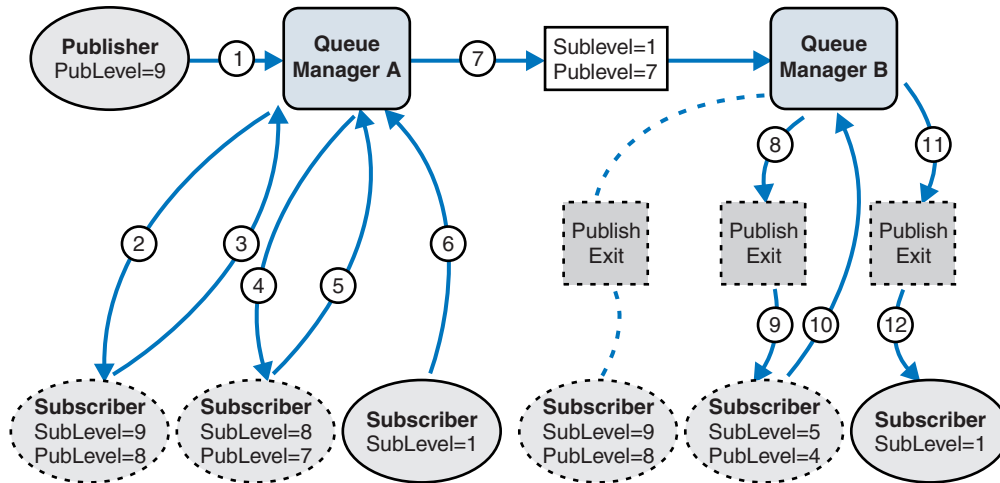 Publisher
PubLevel=9
1
Queue
Manager A
7
Sublevel=1
Publevel=7
Queue
Manager B
8
11
2
3
4
5
6
Publish
Exit
Publish
Exit
Publish
Exit
9
10
12
Subscriber
SubLevel=9
PubLevel=8
Subscriber
SubLevel=8
PubLevel=7
Subscriber
SubLevel=1
Subscriber
SubLevel=9
PubLevel=8
Subscriber
SubLevel=5
PubLevel=4
Subscriber
SubLevel=1